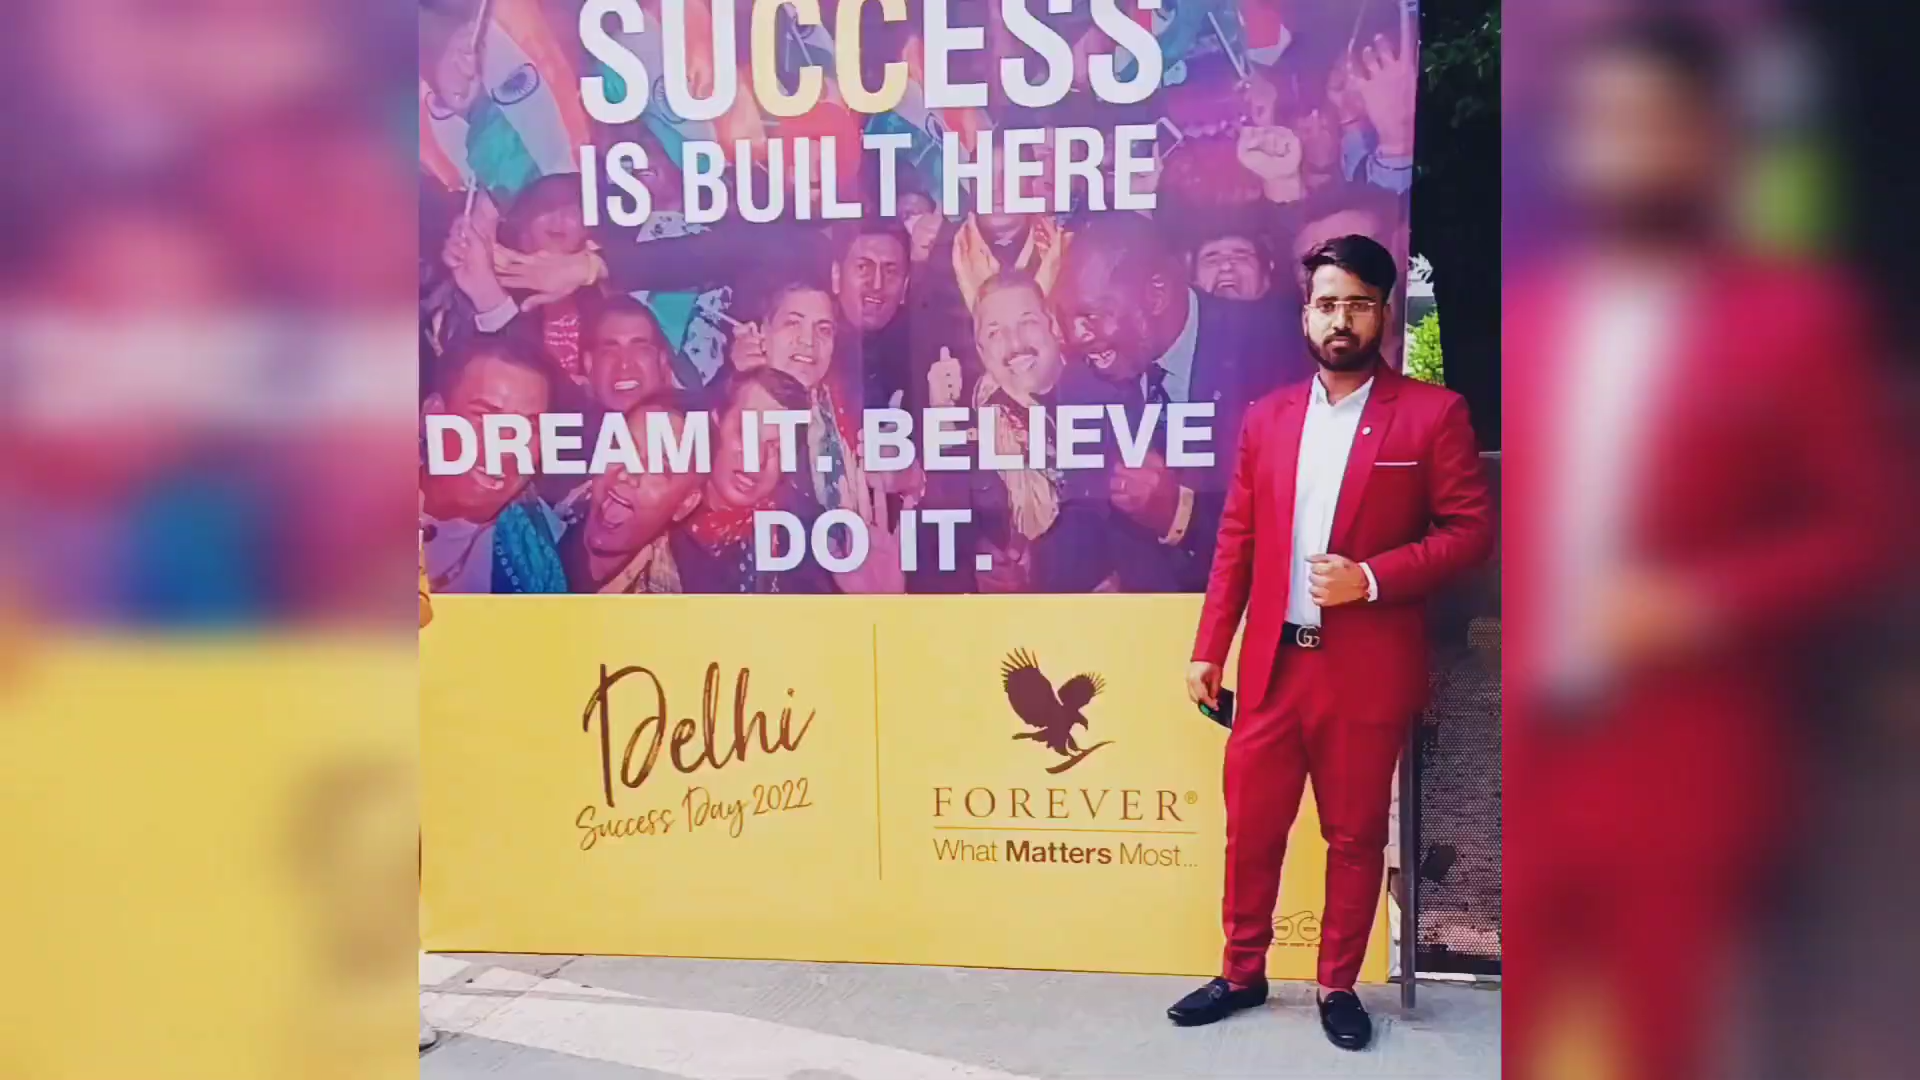 SUCCESS
IS BUILT HERE
DREAM IT. BELIEVE
DO IT.
Delhi
Success Day 2022
FOREVER®
What Matters Most...